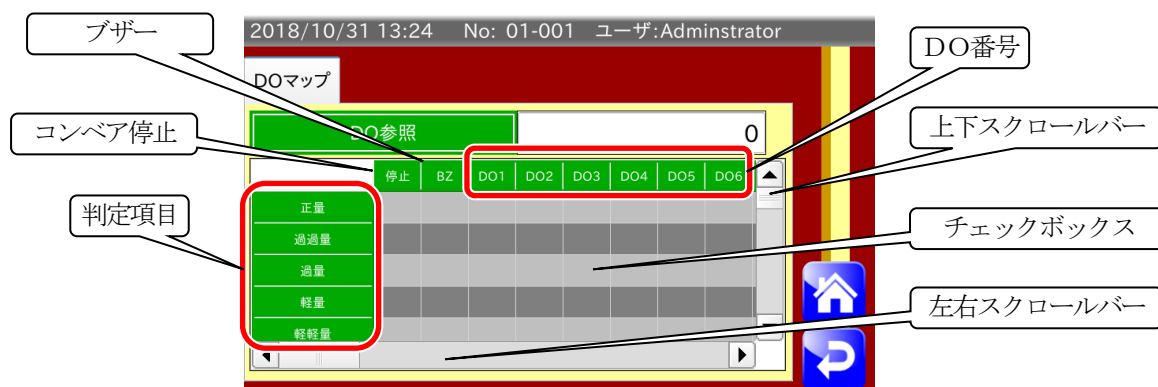 ブザー
2018/10/31 13:24 No: 01-001 ユーザ:Adminstrator
DO番号
DOマップ
コンベア停止
DO参照 0
上下スクロールバー
停止 BZ DO1 DO2 DO3 DO4 DO5 DO6
判定項目
正量
過過量
過量
軽量
軽軽量
チェックボックス
左右スクロールバー